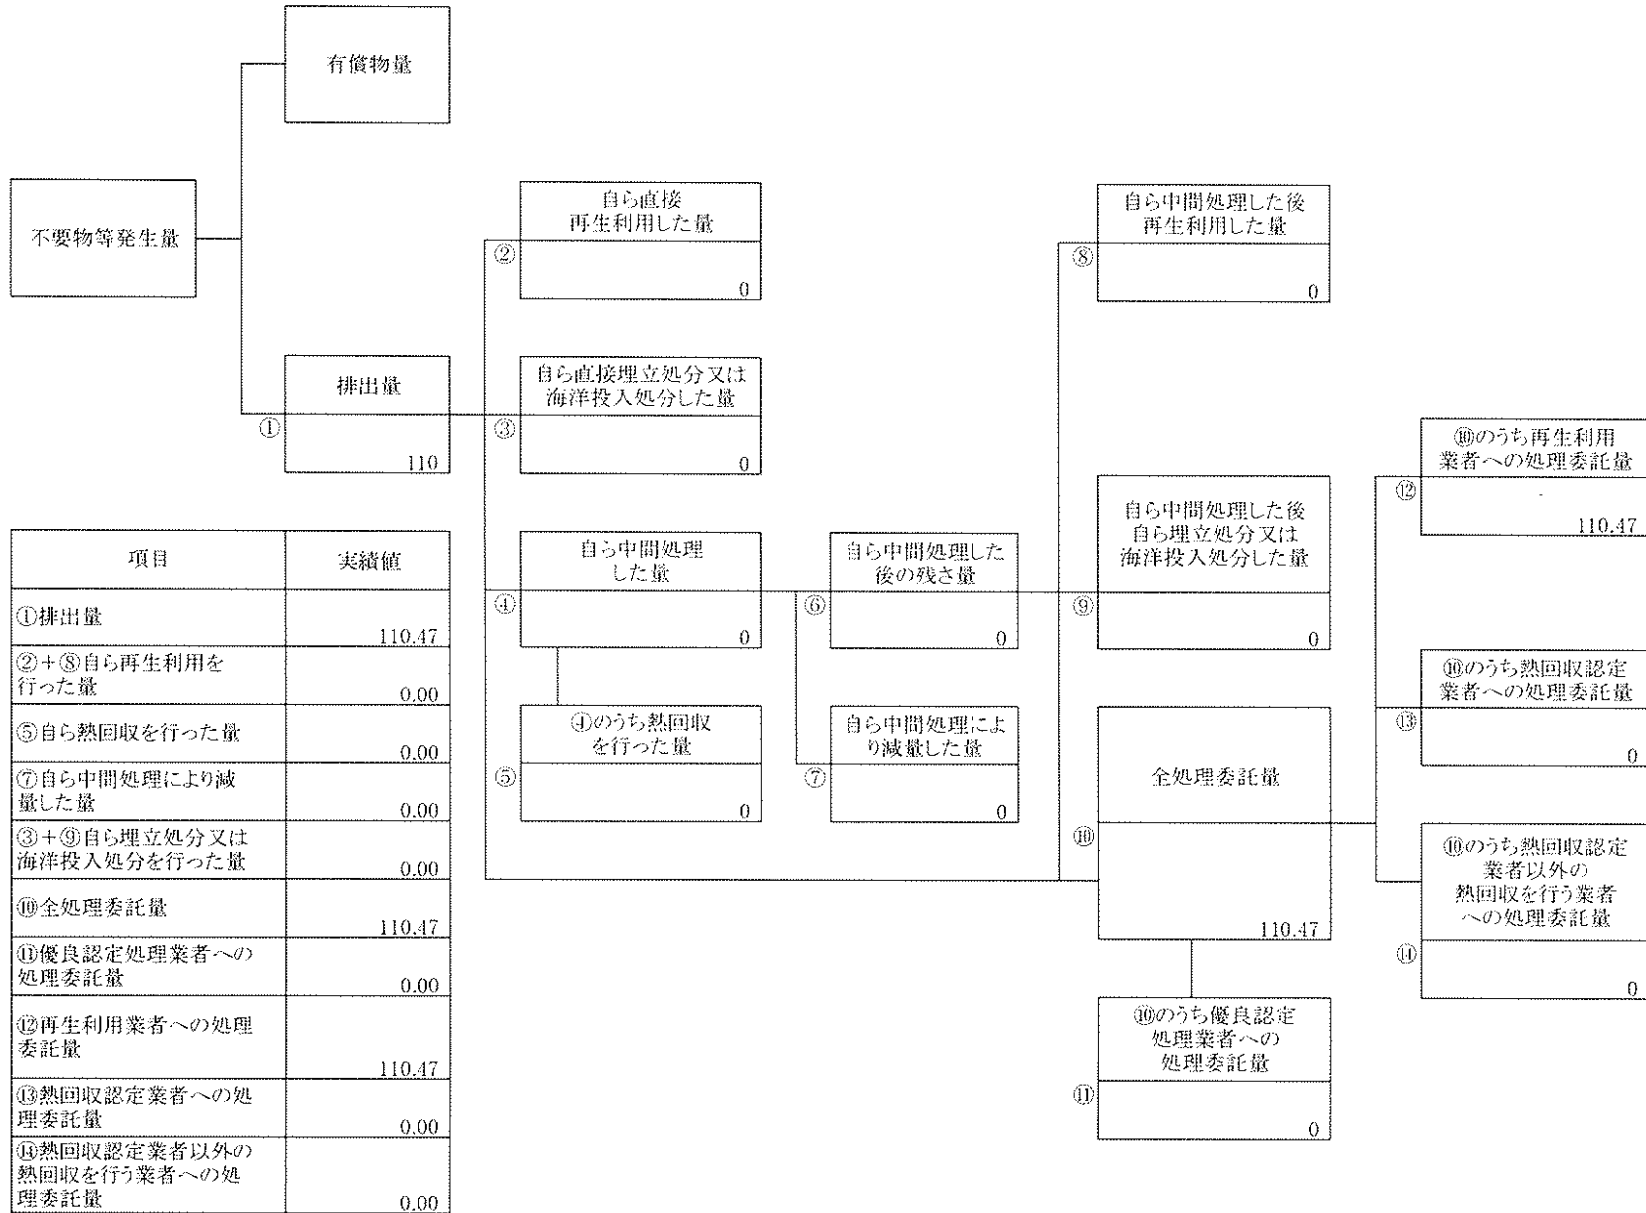 有償物量
不要物等発生量
排出量
①
110
自ら直接
再生利用した量
②
0
自ら直接埋立処分又は
海洋投入処分した量
③
0
自ら中間処理
した量
④
0
④のうち熱回収
を行った量
⑤
0
自ら中間処理した
後の残さ量
⑥
0
自ら中間処理によ
り減量した量
⑦
0
自ら中間処理した後
再生利用した量
⑧
0
自ら中間処理した後
自ら埋立処分又は
海洋投入処分した量
⑨
0
全処理委託量
⑩
110.47
⑩のうち優良認定
処理業者への
処理委託量
⑪
0
⑩のうち再生利用
業者への処理委託量
⑫
110.47
⑩のうち熱回収認定
業者への処理委託量
⑬
0
⑩のうち熱回収認定
業者以外の
熱回収を行う業者
への処理委託量
⑭
0
項目 実績値
①排出量
110.47
②+⑧自ら再生利用を
行った量
0.00
⑤自ら熱回収を行った量
0.00
⑦自ら中間処理により減
量した量
0.00
③+⑨自ら埋立処分又は
海洋投入処分を行った量
0.00
⑩全処理委託量
110.47
⑪優良認定処理業者への
処理委託量
0.00
⑫再生利用業者への処理
委託量
110.47
⑬熱回収認定業者への処
理委託量
0.00
⑭熱回収認定業者以外の
熱回収を行う業者への処
理委託量
0.00